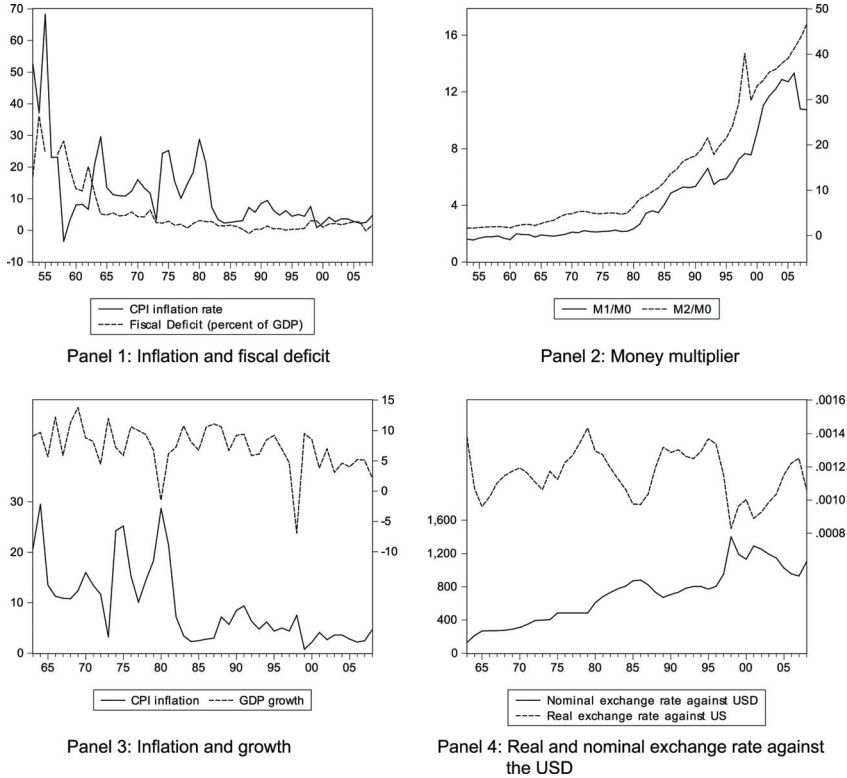 70
60
50
40
30
20
10
0
-10
55 60 65 70 75 80 85 90 95 00 05
CPI inflation rate
Fiscal Deficit (percent of GDP)
Panel 1: Inflation and fiscal deficit
16
12
8
4
2
50
40
30
20
10
0
55 60 65 70 75 80 85 90 95 00 05
M1/M0 M2/M0
Panel 2: Money multiplier
15
10
5
0
-5
-10
30
20
10
0
65 70 75 80 85 90 95 00 05
CPI inflation GDP growth
Panel 3: Inflation and growth
.0016
.0014
.0012
.0010
.0008
1,600
1,200
800
400
0
65 70 75 80 85 90 95 00 05
Nominal exchange rate against USD
Real exchange rate against US
Panel 4: Real and nominal exchange rate against
the USD